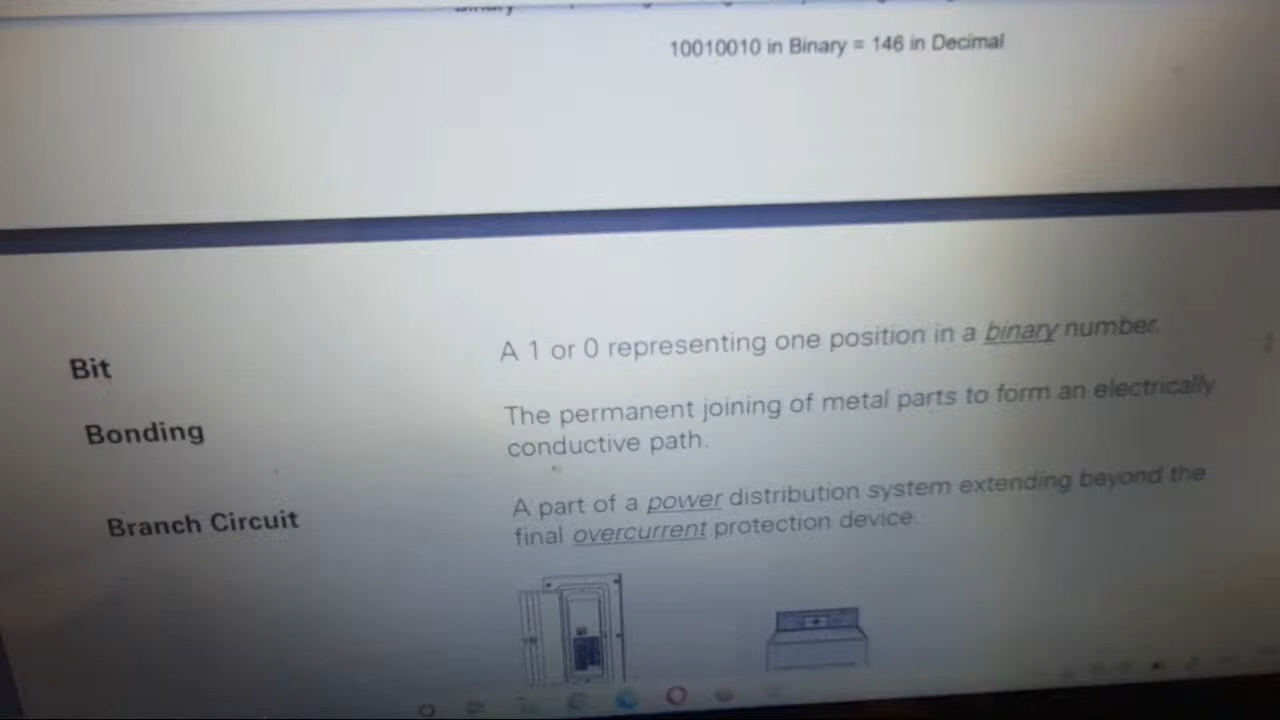 10010010 in Binary = 146 in Decimal
Bit
A 1 or 0 representing one position in a binary number.
Bonding
The permanent joining of metal parts to form an electrically
conductive path.
Branch Circuit
A part of a power distribution system extending beyond the
final overcurrent protection device.